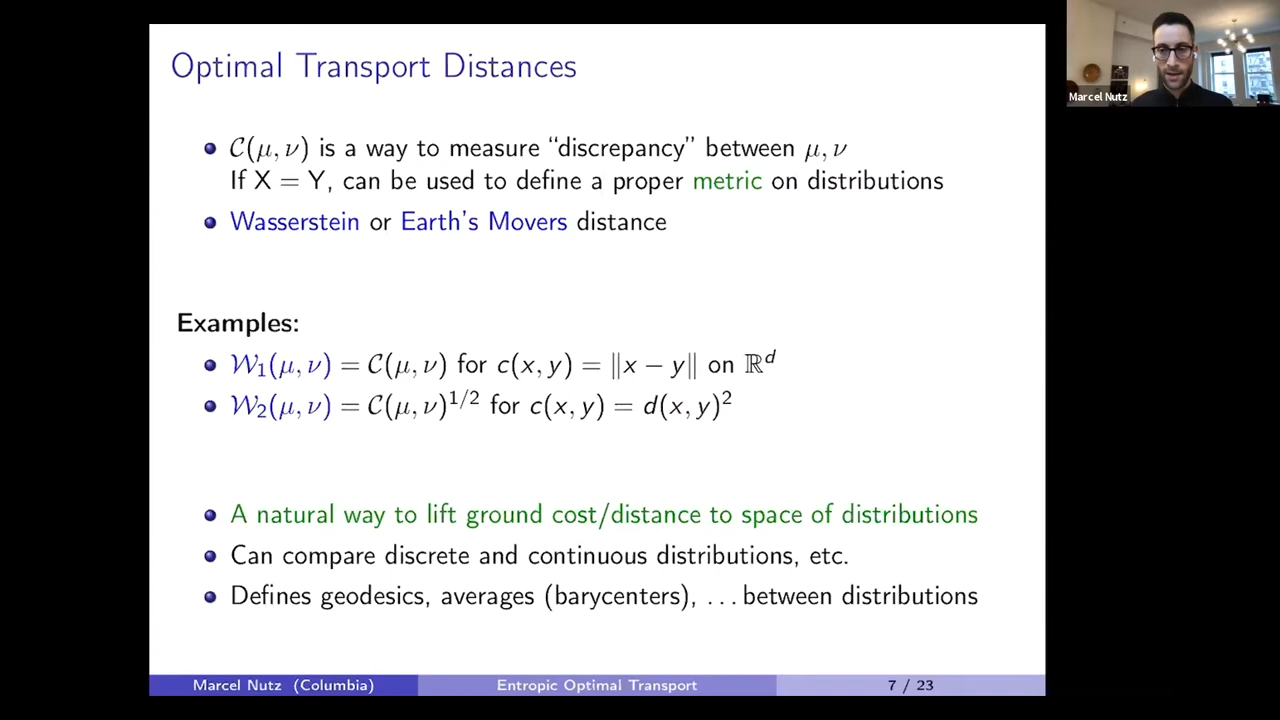 Optimal Transport Distances
C(μ, ν) is a way to measure “discrepancy” between μ, ν
If X = Y, can be used to define a proper metric on distributions
Wasserstein or Earth's Movers distance
Examples:
W₁(μ, ν) = C(μ, ν) for c(x, y) = ‖x − y‖ on ℝᵈ
W₂(μ, ν) = C(μ, ν)^{1/2} for c(x, y) = d(x, y)²
A natural way to lift ground cost/distance to space of distributions
Can compare discrete and continuous distributions, etc.
Defines geodesics, averages (barycenters), ... between distributions
Marcel Nutz (Columbia)
Entropic Optimal Transport
7 / 23
Marcel Nutz